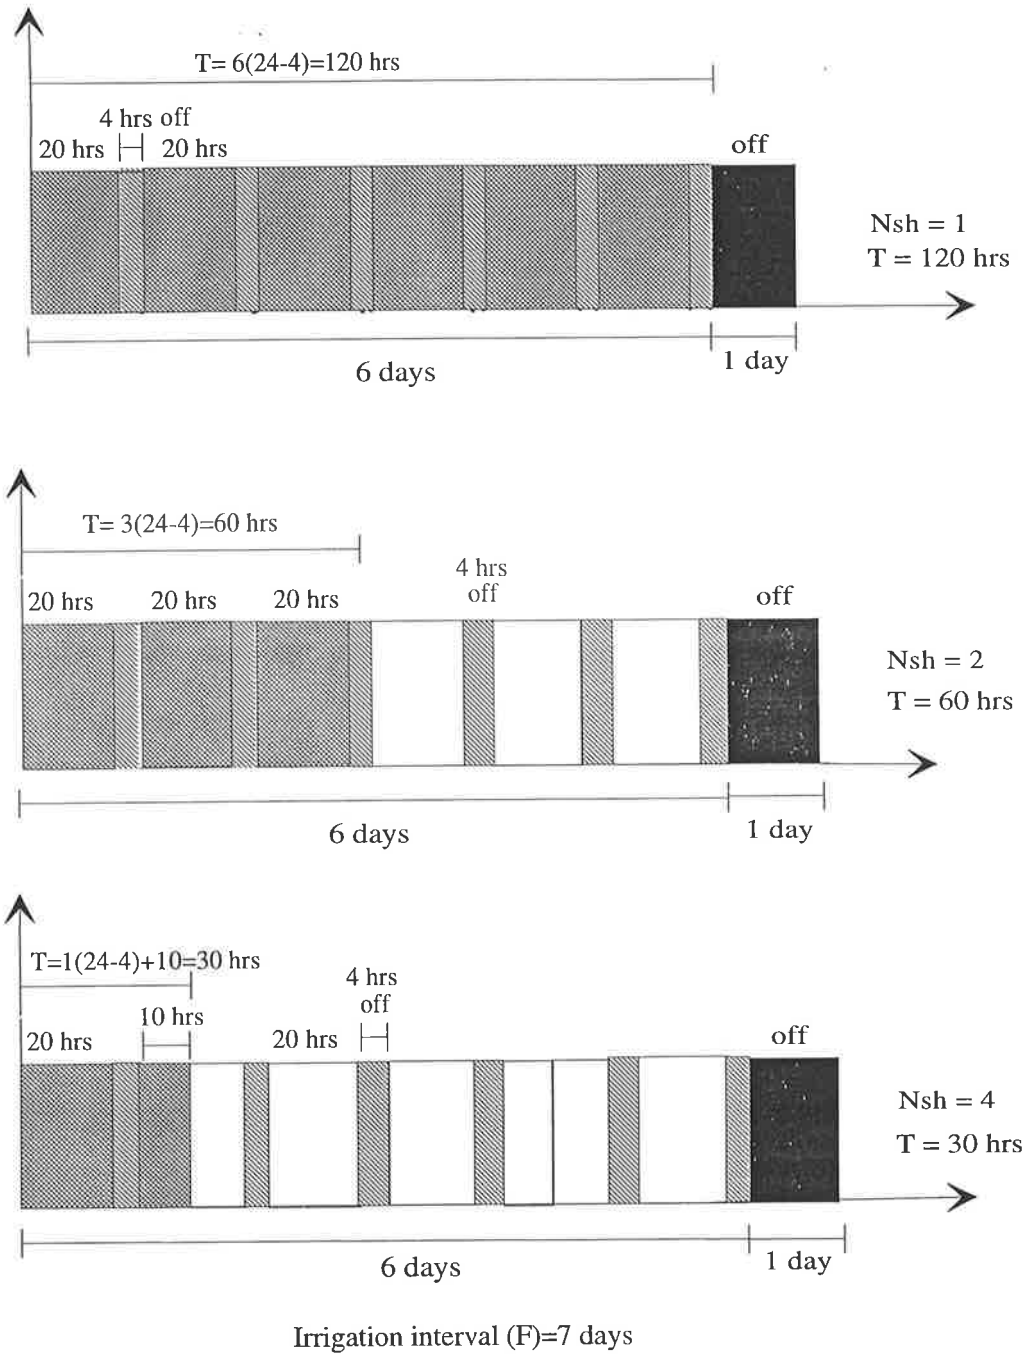 T= 6(24-4)=120 hrs
4 hrs off
20 hrs 20 hrs
off
Nsh = 1
T = 120 hrs
6 days
1 day
T= 3(24-4)=60 hrs
4 hrs
off
20 hrs 20 hrs 20 hrs
off
Nsh = 2
T = 60 hrs
6 days
1 day
T=1(24-4)+10=30 hrs
4 hrs
off
10 hrs
20 hrs 20 hrs
off
Nsh = 4
T = 30 hrs
6 days
1 day
Irrigation interval (F)=7 days